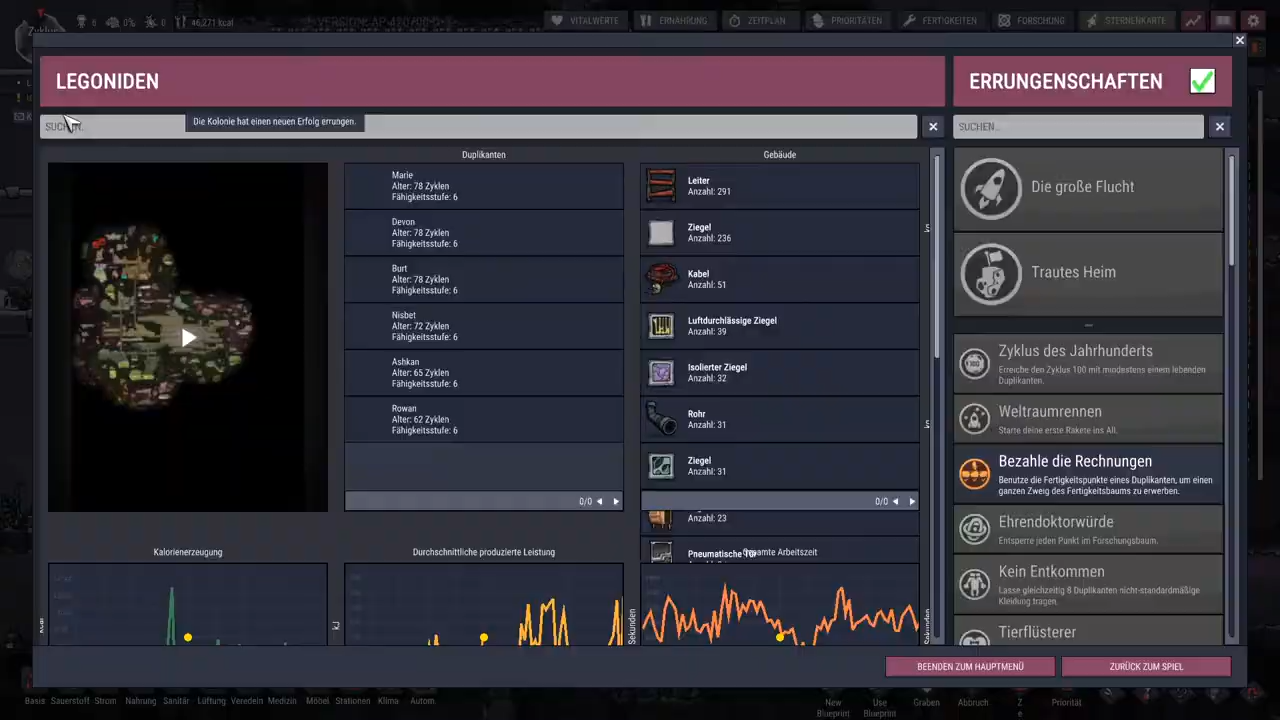 46,271 kcal
VITALWERTE
ERNÄHRUNG
ZEITPLAN
PRIORITÄTEN
FERTIGKEITEN
FORSCHUNG
STERNENKARTE
LEGONIDEN
ERRUNGENSCHAFTEN
Die Kolonie hat einen neuen Erfolg errungen.
SUCHEN...
Duplikanten
Marie
Alter: 78 Zyklen
Fähigkeitsstufe: 6
Devon
Alter: 78 Zyklen
Fähigkeitsstufe: 6
Burt
Alter: 78 Zyklen
Fähigkeitsstufe: 6
Nisbet
Alter: 72 Zyklen
Fähigkeitsstufe: 6
Ashkan
Alter: 65 Zyklen
Fähigkeitsstufe: 6
Rowan
Alter: 62 Zyklen
Fähigkeitsstufe: 6
0/0
Gebäude
Leiter
Anzahl: 291
Ziegel
Anzahl: 236
Kabel
Anzahl: 51
Luftdurchlässige Ziegel
Anzahl: 39
Isolierter Ziegel
Anzahl: 32
Rohr
Anzahl: 31
Ziegel
Anzahl: 31
0/0
Anzahl: 23
Pneumatische
Die große Flucht
Trautes Heim
Zyklus des Jahrhunderts
Erreiche den Zyklus 100 mit mindestens einem lebenden
Duplikanten.
Weltraumrennen
Starte deine erste Rakete ins All.
Bezahle die Rechnungen
Benutze die Fertigkeitspunkte eines Duplikanten, um einen
ganzen Zweig des Fertigkeitsbaums zu erwerben.
Ehrendoktorwürde
Entsperre jeden Punkt im Forschungsbaum.
Kein Entkommen
Lasse gleichzeitig 8 Duplikanten nicht-standardmäßige
Kleidung tragen.
Tierflüsterer
Kalorienerzeugung
Durchschnittliche produzierte Leistung
Gesamte Arbeitszeit
kJ
Sekunden
Sekunden
BEENDEN ZUM HAUPTMENÜ
ZURÜCK ZUM SPIEL
Basis Sauerstoff Strom Nahrung Sanitär Lüftung Veredeln Medizin Möbel Stationen Klima Autom.
New
Blueprint
Use
Blueprint
Graben
Abbruch
Priorität